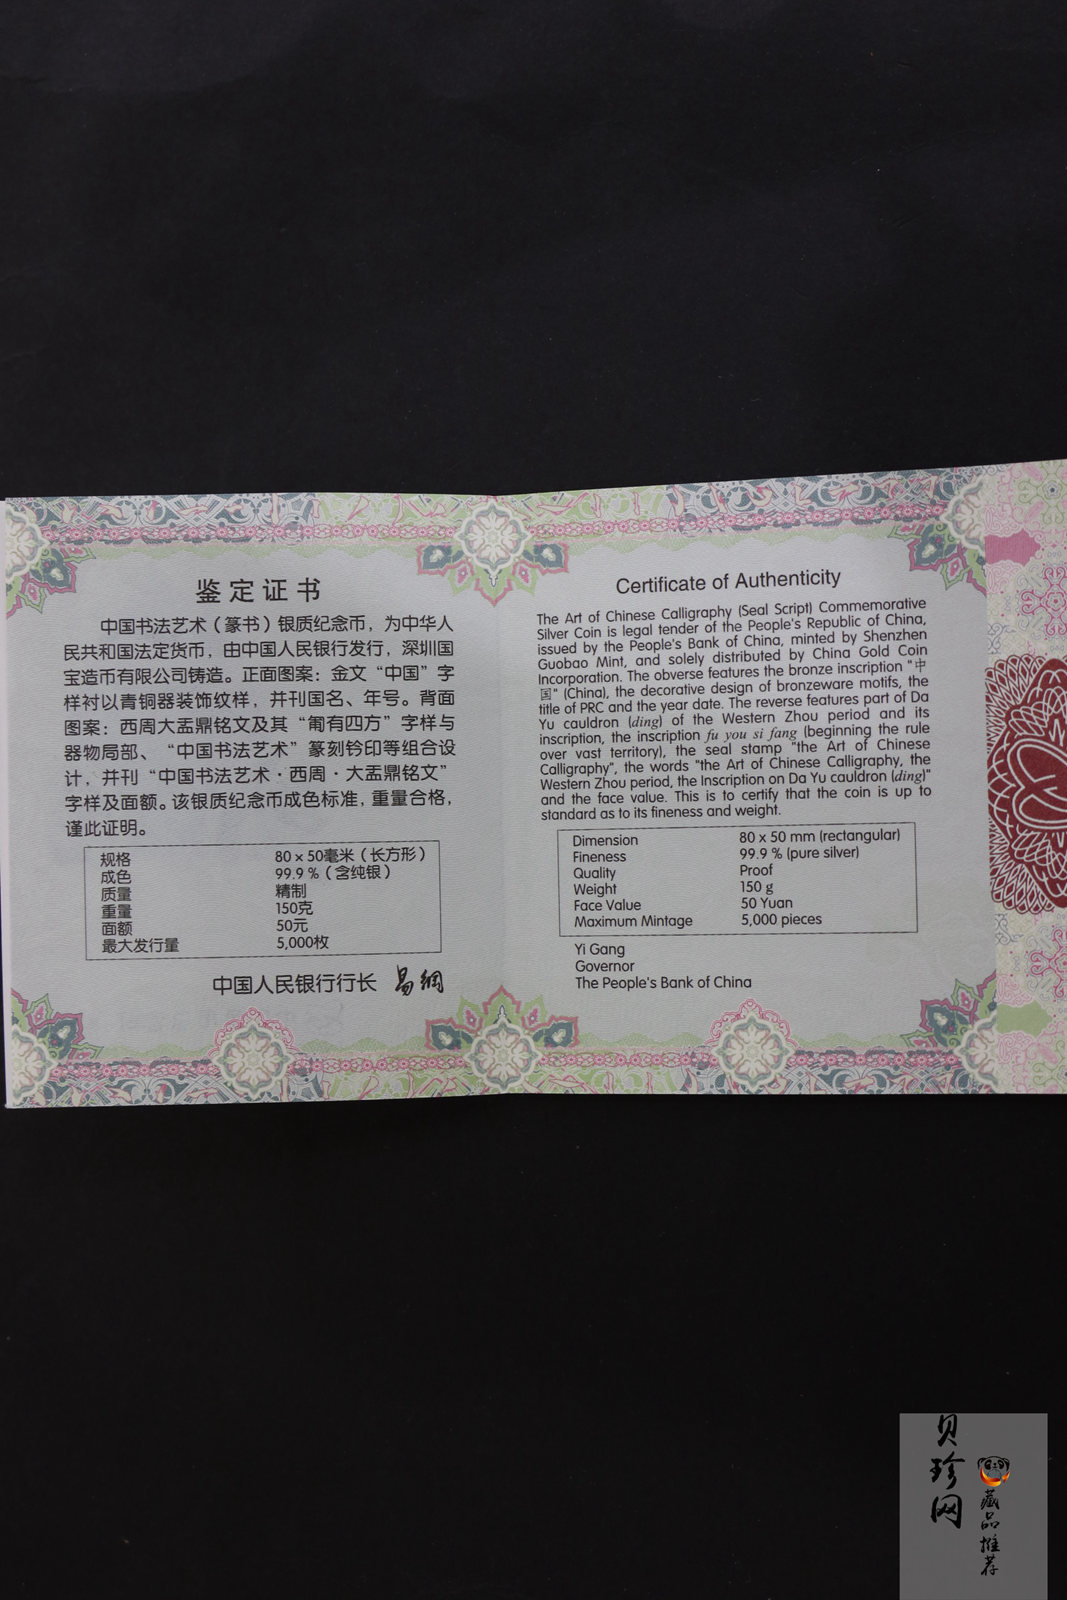 鉴定证书
中国书法艺术（篆书）银质纪念币，为中华人
民共和国法定货币，由中国人民银行发行，深圳国
宝造币有限公司铸造。正面图案：金文“中国”字
样衬以青铜器装饰纹样，并刊国名、年号。背面
图案：西周大盂鼎铭文及其“匍有四方”字样与
器物局部、“中国书法艺术”篆刻钤印等组合设
计，并刊“中国书法艺术·西周·大盂鼎铭文”
字样及面额。该银质纪念币成色标准，重量合格，
谨此证明。
规格 80×50毫米（长方形）
成色 99.9％（含纯银）
质量 精制
重量 150克
面额 50元
最大发行量 5,000枚
中国人民银行行长 易纲
Certificate of Authenticity
The Art of Chinese Calligraphy (Seal Script) Commemorative
Silver Coin is legal tender of the People's Republic of China,
issued by the People's Bank of China, minted by Shenzhen
Guobao Mint, and solely distributed by China Gold Coin
Incorporation. The obverse features the bronze inscription "中
国" (China), the decorative design of bronzeware motifs, the
title of PRC and the year date. The reverse features part of Da
Yu cauldron (ding) of the Western Zhou period and its
inscription, the inscription fu you si fang (beginning the rule
over vast territory), the seal stamp "the Art of Chinese
Calligraphy", the words "the Art of Chinese Calligraphy, the
Western Zhou period, the Inscription on Da Yu cauldron (ding)"
and the face value. This is to certify that the coin is up to
standard as to its fineness and weight.
Dimension 80 x 50 mm (rectangular)
Fineness 99.9 % (pure silver)
Quality Proof
Weight 150 g
Face Value 50 Yuan
Maximum Mintage 5,000 pieces
Yi Gang
Governor
The People's Bank of China
贝珍网
藏品推荐